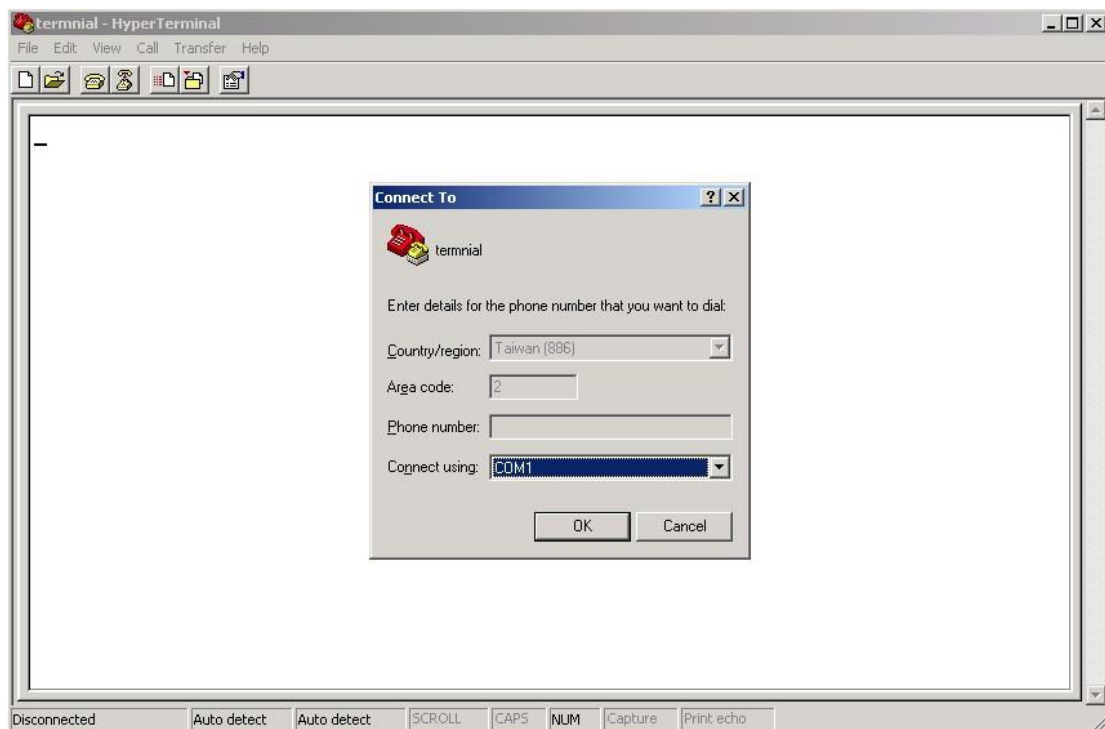 termnial - HyperTerminal
File Edit View Call Transfer Help
Connect To
termnial
Enter details for the phone number that you want to dial:
Country/region: Taiwan (886)
Area code: 2
Phone number:
Connect using: COM1
OK Cancel
Disconnected Auto detect Auto detect SCROLL CAPS NUM Capture Print echo